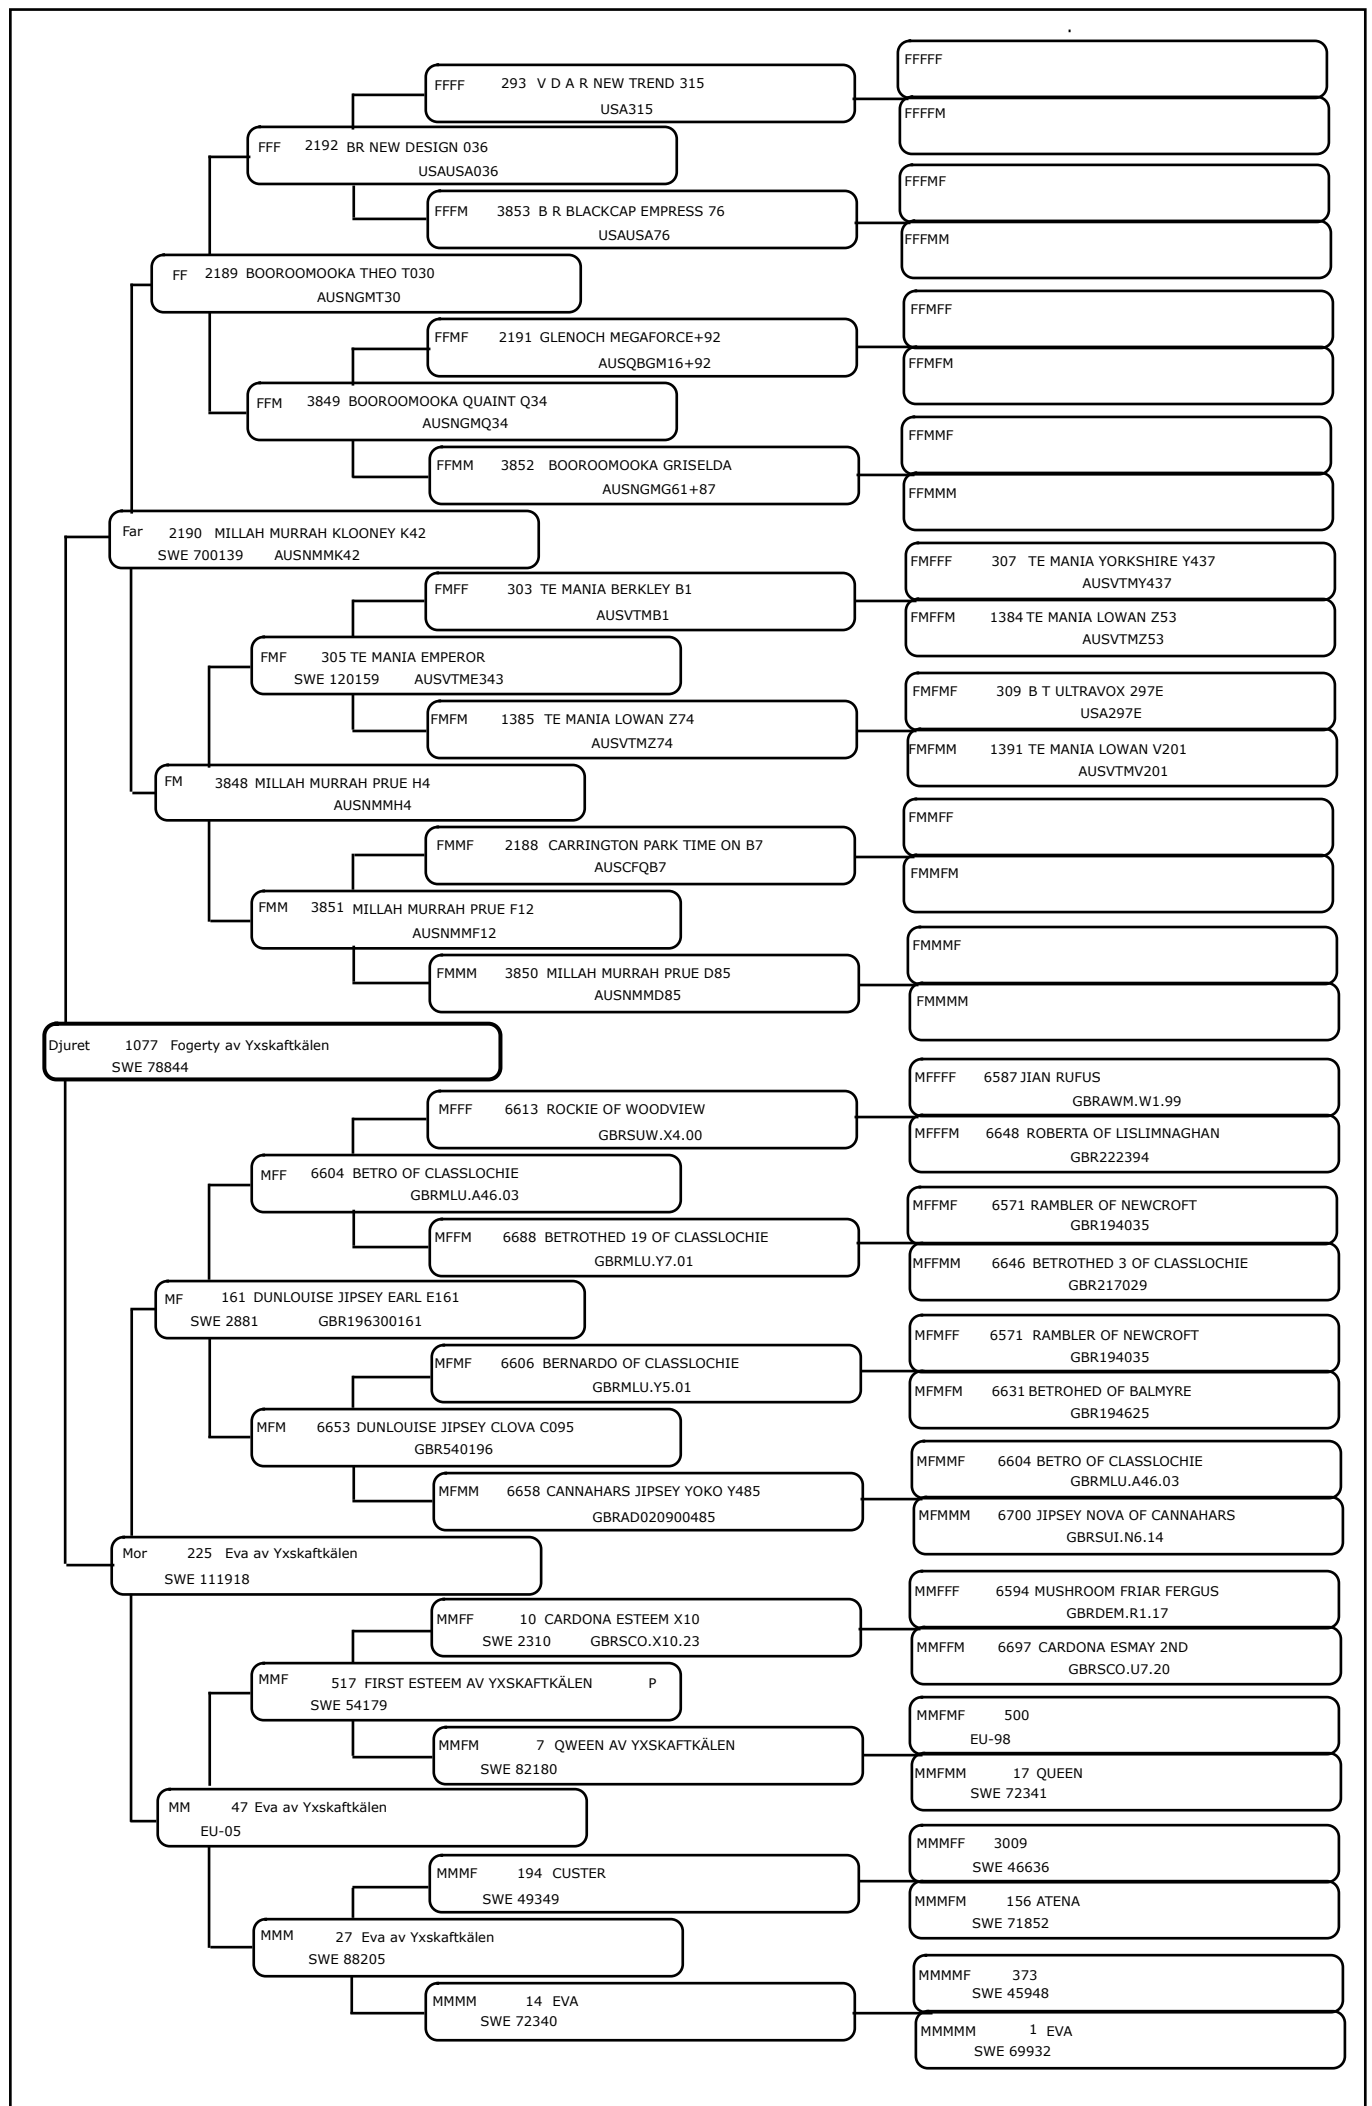 FFFFF
FFFF 293 V D A R NEW TREND 315
USA315
FFFFM
FFF 2192 BR NEW DESIGN 036
USAUSA036
FFFMF
FFFM 3853 B R BLACKCAP EMPRESS 76
USAUSA76
FFFMM
FF 2189 BOOROOMOOKA THEO T030
AUSNGMT30
FFMFF
FFMF 2191 GLENOCH MEGAFORCE+92
AUSQBGM16+92
FFMFM
FFM 3849 BOOROOMOOKA QUAINT Q34
AUSNGMQ34
FFMMF
FFMM 3852 BOOROOMOOKA GRISELDA
AUSNGMG61+87
FFMMM
Far 2190 MILLAH MURRAH KLOONEY K42
SWE 700139 AUSNMMK42
FMFFF 307 TE MANIA YORKSHIRE Y437
AUSVTMY437
FMFF 303 TE MANIA BERKLEY B1
AUSVTMB1
FMFFM 1384 TE MANIA LOWAN Z53
AUSVTMZ53
FMF 305 TE MANIA EMPEROR
SWE 120159 AUSVTME343
FMFMF 309 B T ULTRAVOX 297E
USA297E
FMFM 1385 TE MANIA LOWAN Z74
AUSVTMZ74
FMFMM 1391 TE MANIA LOWAN V201
AUSVTMV201
FM 3848 MILLAH MURRAH PRUE H4
AUSNMMH4
FMMFF
FMMF 2188 CARRINGTON PARK TIME ON B7
AUSCFQB7
FMMFM
FMM 3851 MILLAH MURRAH PRUE F12
AUSNMMF12
FMMMF
FMMM 3850 MILLAH MURRAH PRUE D85
AUSNMMD85
FMMMM
Djuret 1077 Fogerty av Yxskaftkälen
SWE 78844
MFFFF 6587 JIAN RUFUS
GBRAWM.W1.99
MFFF 6613 ROCKIE OF WOODVIEW
GBRSUW.X4.00
MFFFM 6648 ROBERTA OF LISLIMNAGHAN
GBR222394
MFF 6604 BETRO OF CLASSLOCHIE
GBRMLU.A46.03
MFFMF 6571 RAMBLER OF NEWCROFT
GBR194035
MFFM 6688 BETROTHED 19 OF CLASSLOCHIE
GBRMLU.Y7.01
MFFMM 6646 BETROTHED 3 OF CLASSLOCHIE
GBR217029
MF 161 DUNLOUISE JIPSEY EARL E161
SWE 2881 GBR196300161
MFMFF 6571 RAMBLER OF NEWCROFT
GBR194035
MFMF 6606 BERNARDO OF CLASSLOCHIE
GBRMLU.Y5.01
MFMFM 6631 BETROHED OF BALMYRE
GBR194625
MFM 6653 DUNLOUISE JIPSEY CLOVA C095
GBR540196
MFMMF 6604 BETRO OF CLASSLOCHIE
GBRMLU.A46.03
MFMM 6658 CANNAHARS JIPSEY YOKO Y485
GBRAD020900485
MFMMM 6700 JIPSEY NOVA OF CANNAHARS
GBRSUI.N6.14
Mor 225 Eva av Yxskaftkälen
SWE 111918
MMFFF 6594 MUSHROOM FRIAR FERGUS
GBRDEM.R1.17
MMFF 10 CARDONA ESTEEM X10
SWE 2310 GBRSCO.X10.23
MMFFM 6697 CARDONA ESMAY 2ND
GBRSCO.U7.20
MMF 517 FIRST ESTEEM AV YXSKAFTKÄLEN P
SWE 54179
MMFMF 500
EU-98
MMFM 7 QWEEN AV YXSKAFTKÄLEN
SWE 82180
MMFMM 17 QUEEN
SWE 72341
MM 47 Eva av Yxskaftkälen
EU-05
MMMFF 3009
SWE 46636
MMMF 194 CUSTER
SWE 49349
MMMFM 156 ATENA
SWE 71852
MMM 27 Eva av Yxskaftkälen
SWE 88205
MMMMF 373
SWE 45948
MMMM 14 EVA
SWE 72340
MMMMM 1 EVA
SWE 69932